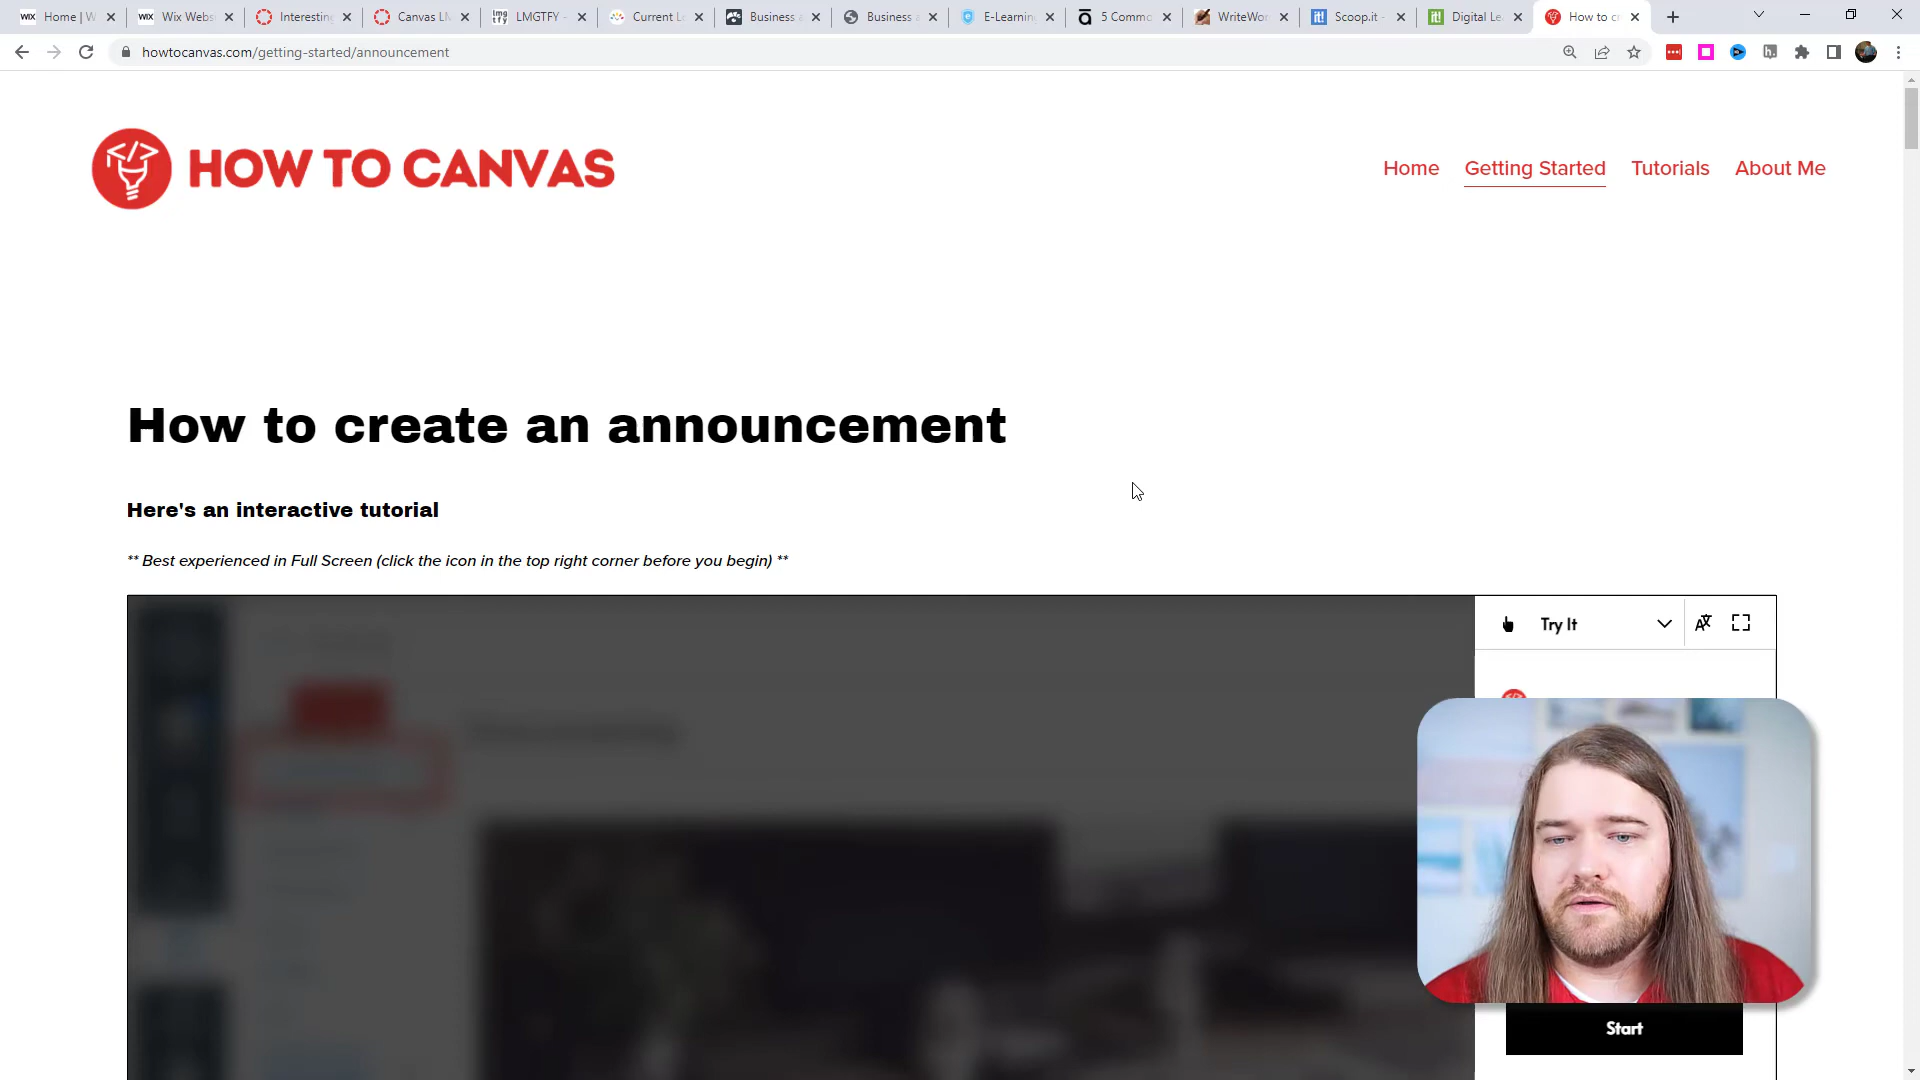 Home | W
Wix Webs
Interestin
Canvas LM
LMGTFY -
Current L
Business a
Business a
E-Learnin
5 Commo
WriteWor
Scoop.it -
Digital Le
How to c
howtocanvas.com/getting-started/announcement
HOW TO CANVAS
Home
Getting Started
Tutorials
About Me
How to create an announcement
Here's an interactive tutorial
** Best experienced in Full Screen (click the icon in the top right corner before you begin) **
Try It
Start